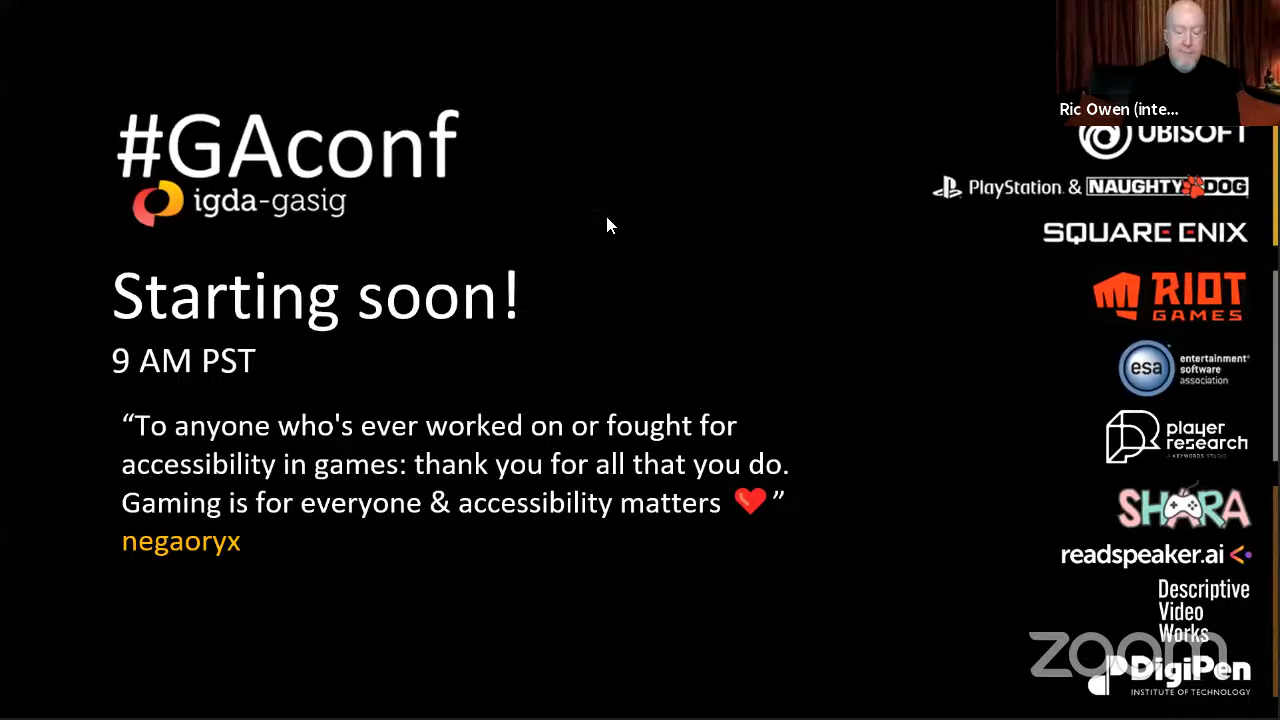 #GAconf
igda-gasig
Starting soon!
9 AM PST
“To anyone who's ever worked on or fought for
accessibility in games: thank you for all that you do.
Gaming is for everyone & accessibility matters ❤️”
negaoryx
Ric Owen (inte...
UBISOFT
PlayStation & NAUGHTY DOG
SQUARE ENIX
RIOT
GAMES
esa
entertainment
software
association
player
research
A KEYWORDS STUDIO
SHARA
readspeaker.ai
Descriptive
Video
Works
zoom
DigiPen
INSTITUTE OF TECHNOLOGY